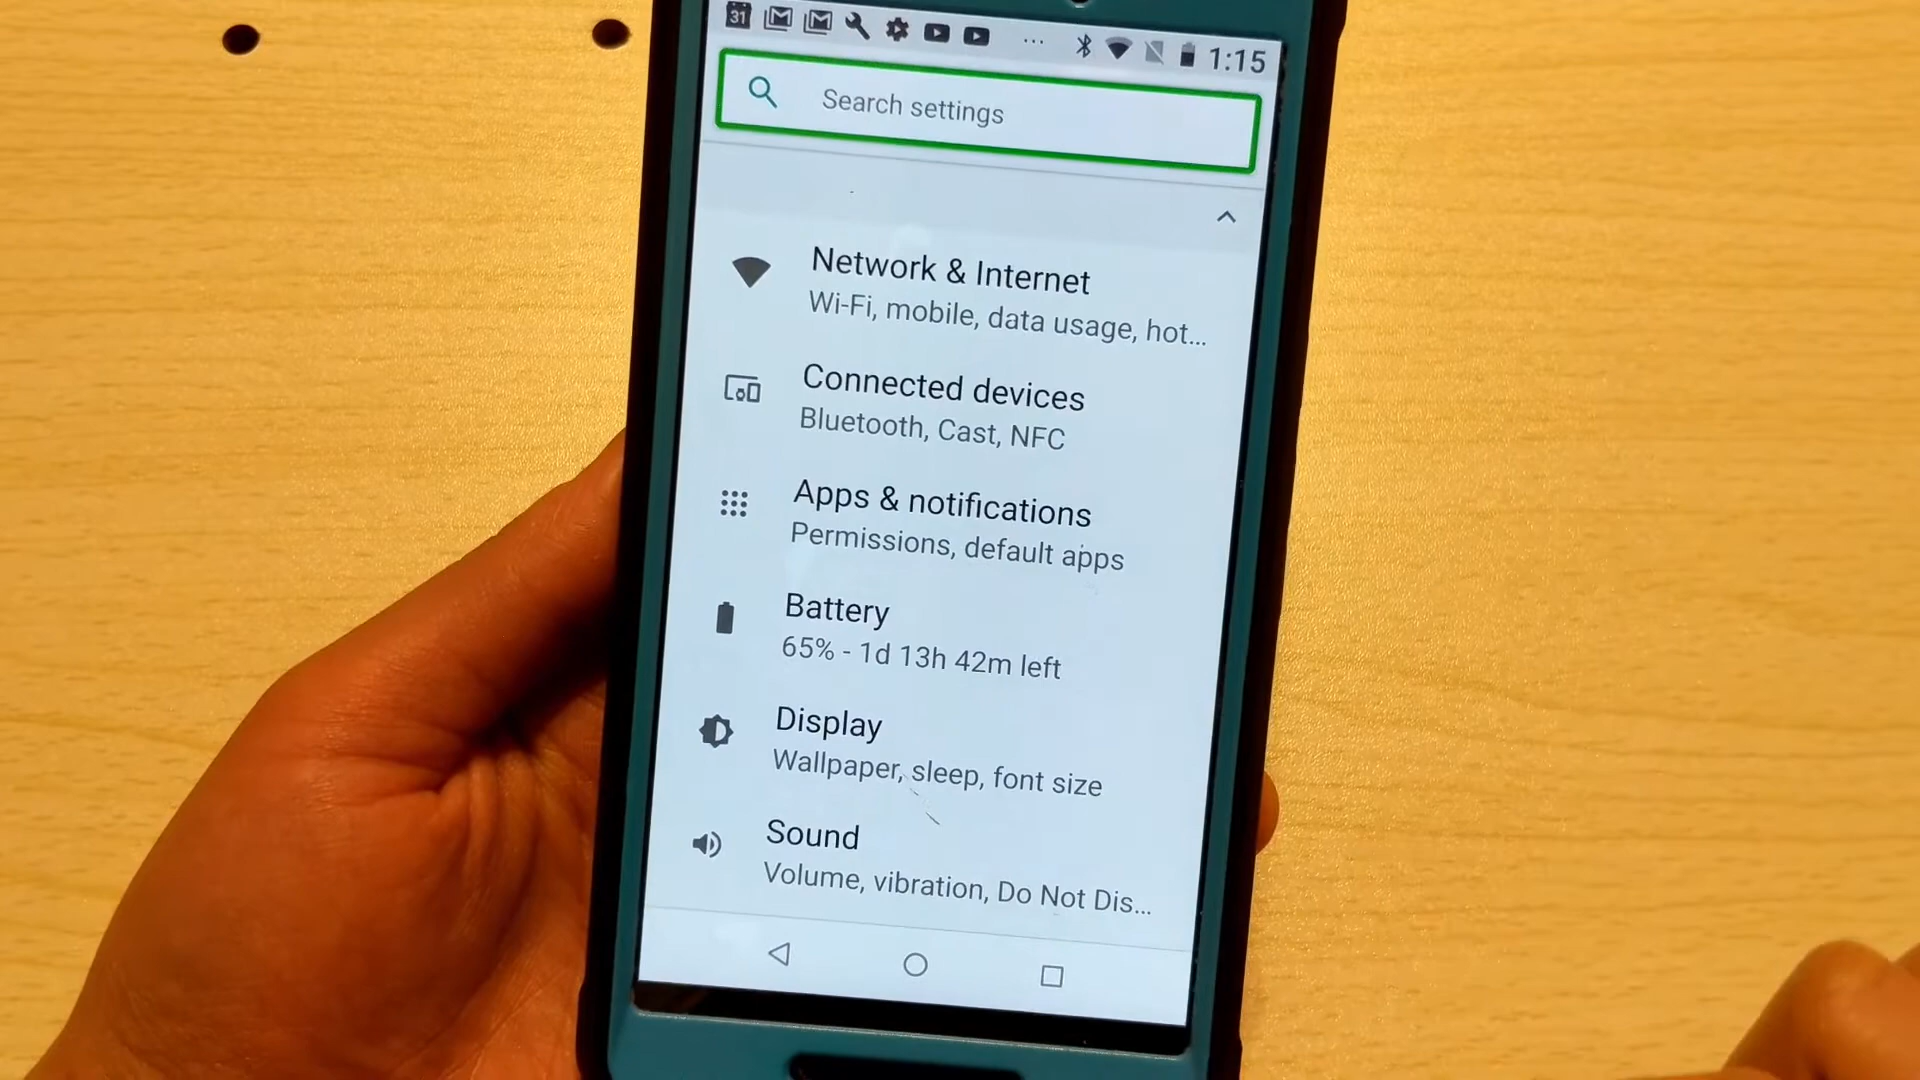 31 ... 1:15
Search settings
Network & Internet
Wi-Fi, mobile, data usage, hot...
Connected devices
Bluetooth, Cast, NFC
Apps & notifications
Permissions, default apps
Battery
65% - 1d 13h 42m left
Display
Wallpaper, sleep, font size
Sound
Volume, vibration, Do Not Dis...